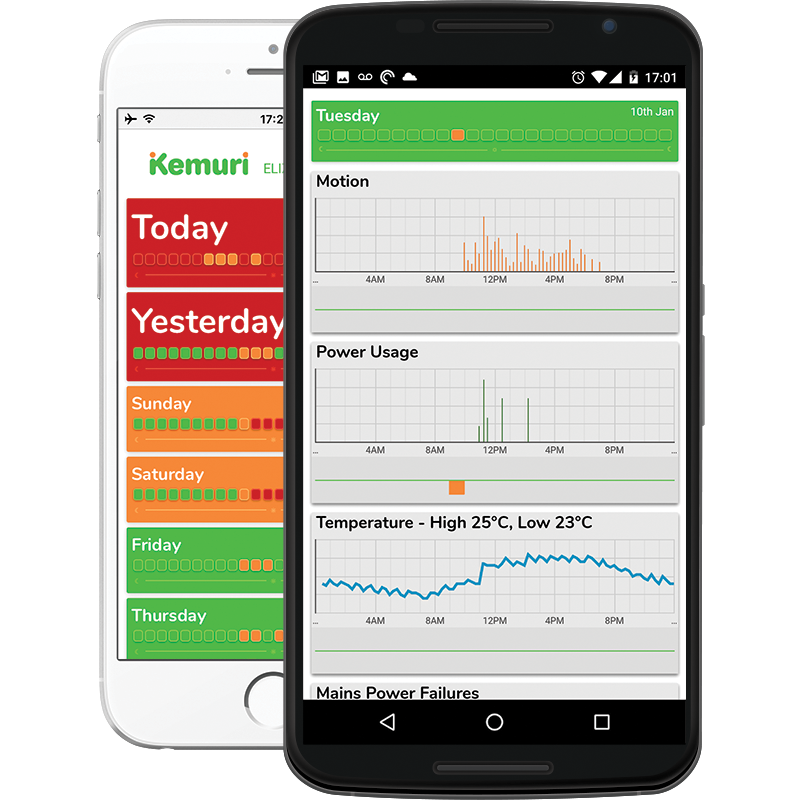 17:2
Kemuri ELI
Today
Yesterday
Sunday
Saturday
Friday
Thursday
17:01
Tuesday
10th Jan
Motion
... 4AM 8AM 12PM 4PM 8PM ...
Power Usage
... 4AM 8AM 12PM 4PM 8PM ...
Temperature - High 25°C, Low 23°C
... 4AM 8AM 12PM 4PM 8PM ...
Mains Power Failures